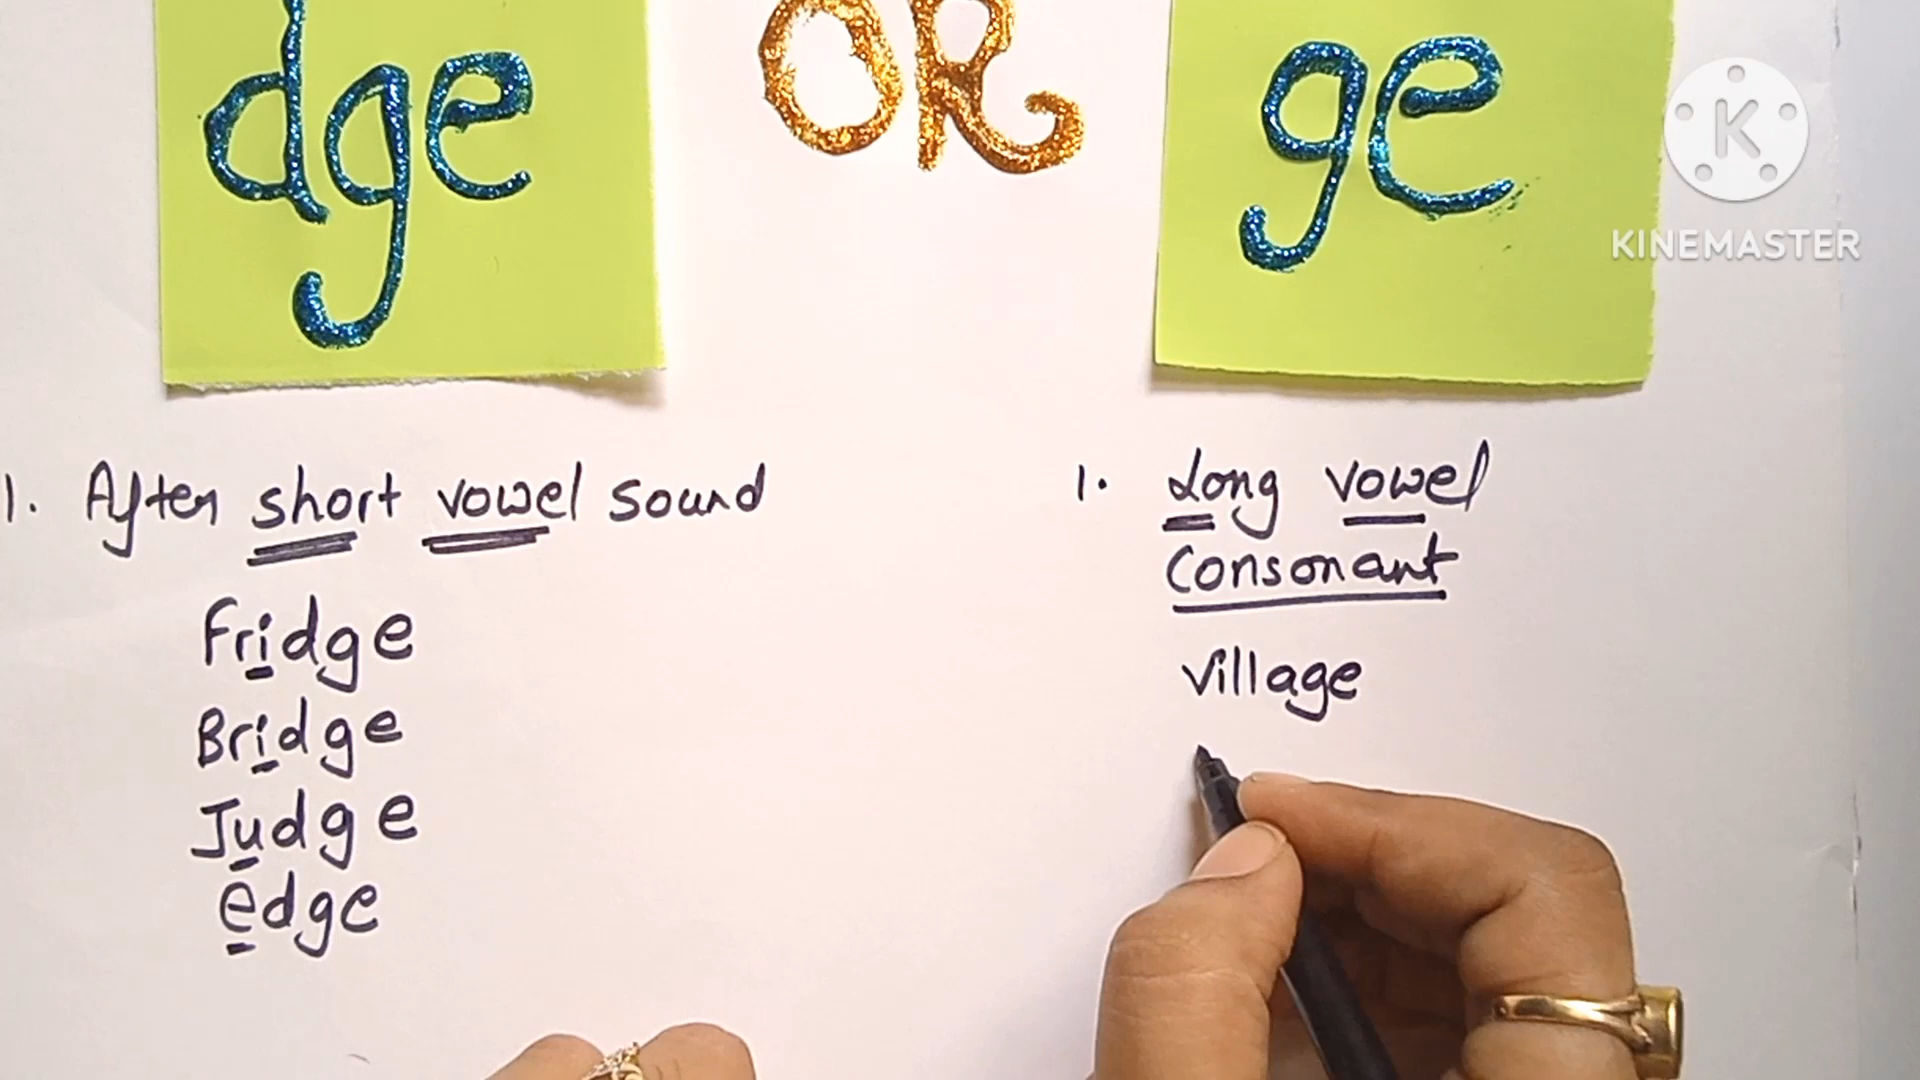 dge OR ge
K
KINEMASTER
1. After short vowel sound
Fridge
Bridge
Judge
edge
1. Long vowel
Consonant
village